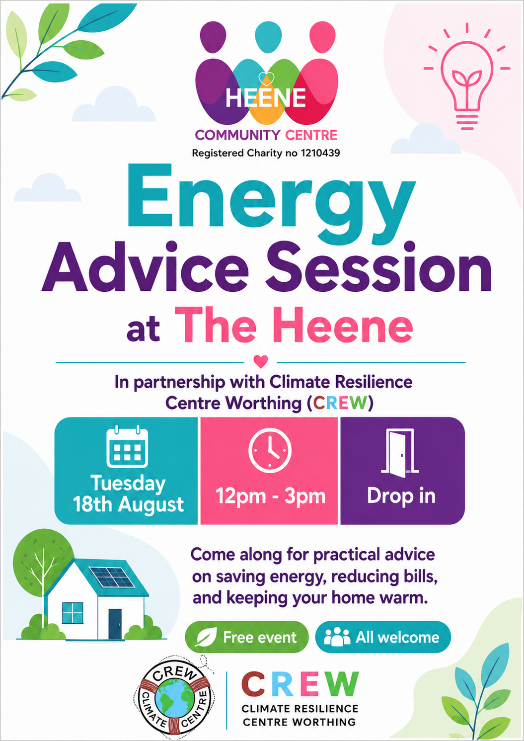 HEENE
COMMUNITY CENTRE
Registered Charity no 1210439
Energy
Advice Session
at The Heene
In partnership with Climate Resilience
Centre Worthing (CREW)
Tuesday
18th August
12pm - 3pm
Drop in
Come along for practical advice
on saving energy, reducing bills,
and keeping your home warm.
Free event
All welcome
CREW
CLIMATE CENTRE
CREW
CLIMATE RESILIENCE
CENTRE WORTHING